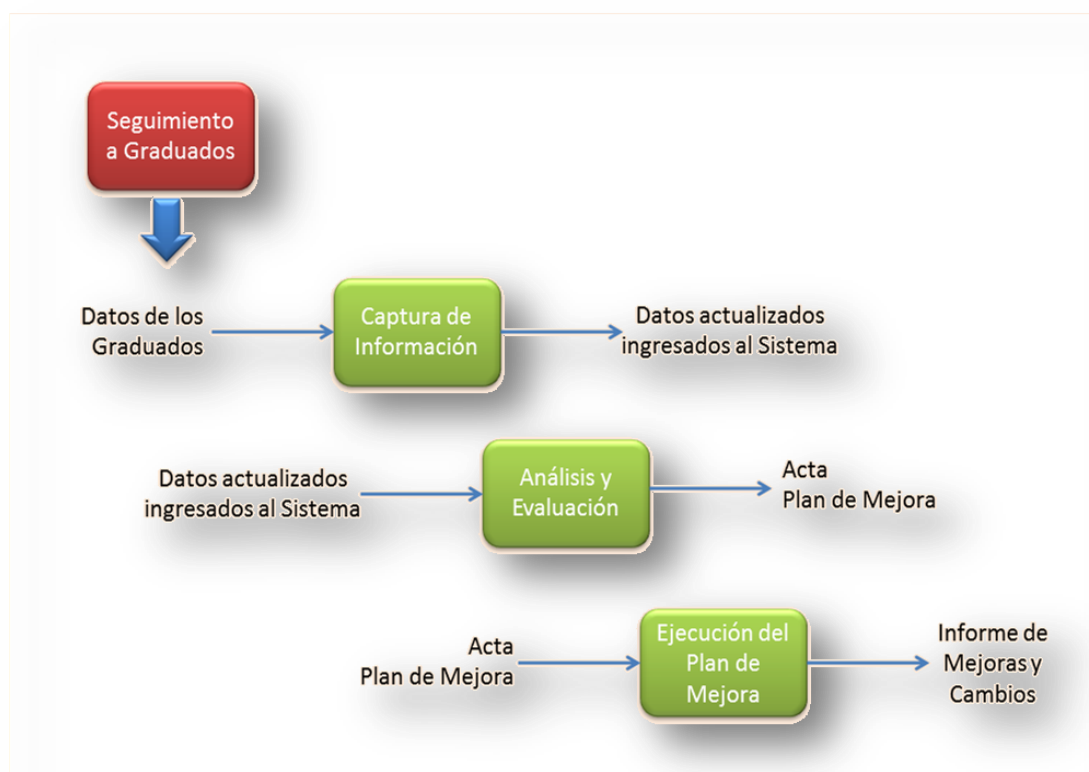 Seguimiento
a Graduados
Datos de los
Graduados
Captura de
Información
Datos actualizados
ingresados al Sistema
Datos actualizados
ingresados al Sistema
Análisis y
Evaluación
Acta
Plan de Mejora
Acta
Plan de Mejora
Ejecución del
Plan de
Mejora
Informe de
Mejoras y
Cambios